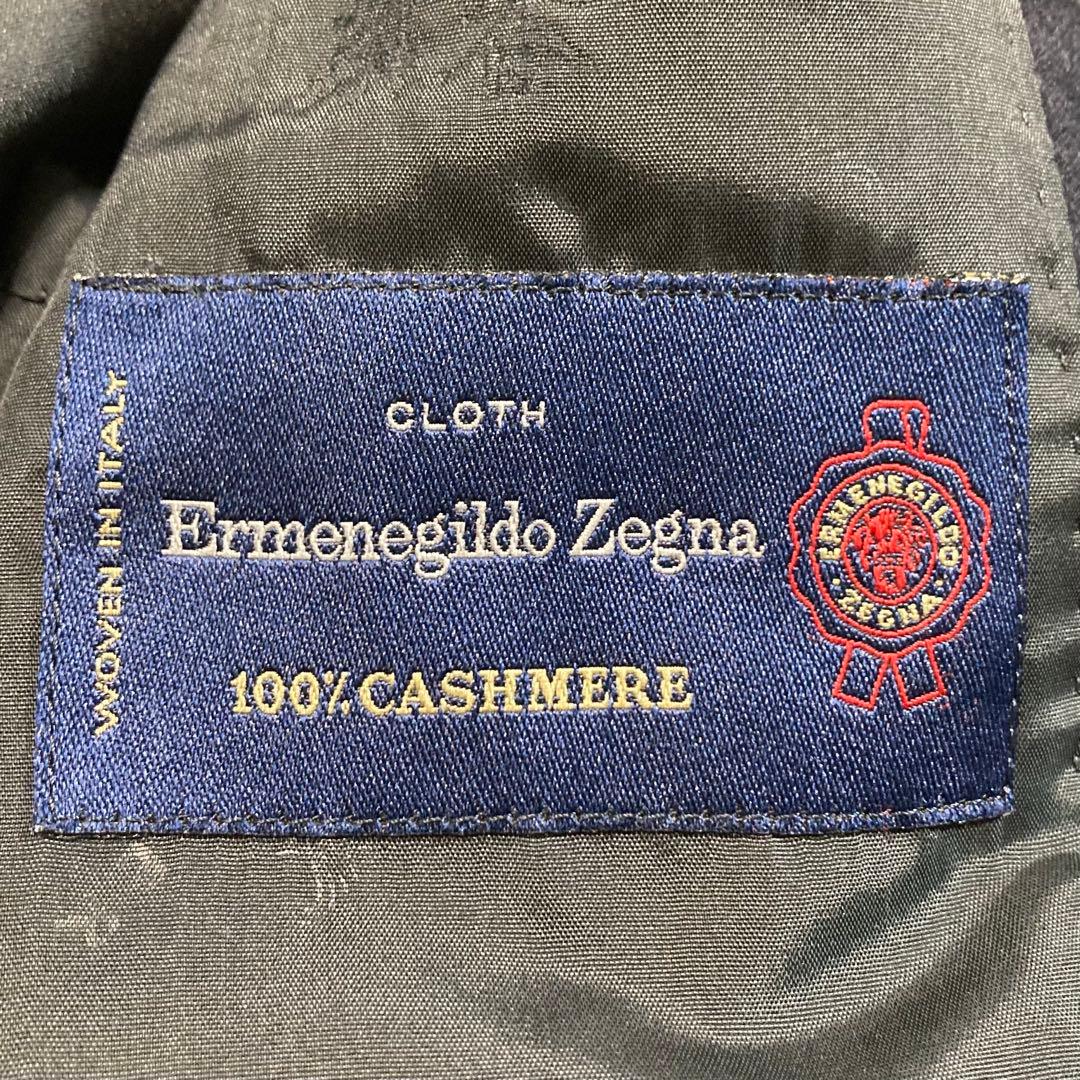 WOVEN IN ITALY
CLOTH
Ermenegildo Zegna
100% CASHMERE
ERMENEGILDO
· ZEGNA ·